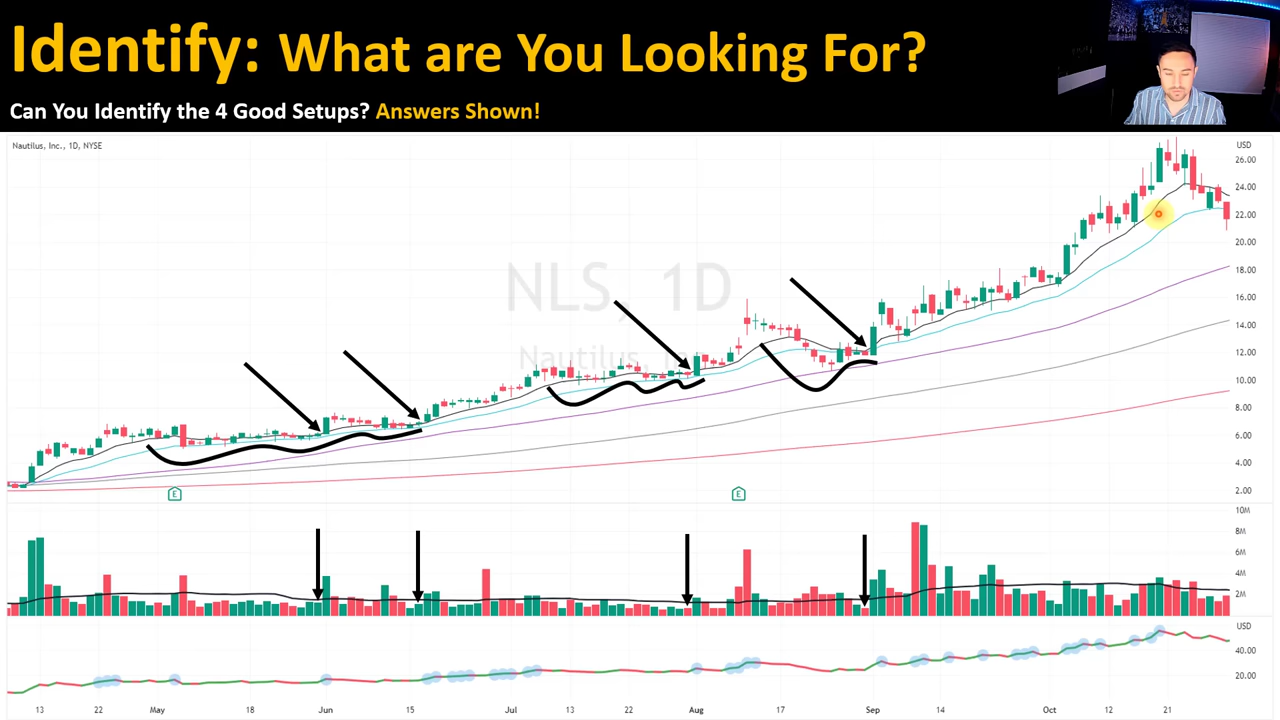 Identify: What are You Looking For?
Can You Identify the 4 Good Setups? Answers Shown!
Nautilus, Inc., 1D, NYSE
USD
26.00
24.00
22.00
20.00
18.00
16.00
14.00
12.00
10.00
8.00
6.00
4.00
2.00
NLS, 1D
Nautilus, I
E
E
10M
8M
6M
4M
2M
USD
40.00
20.00
13 22 May 18 Jun 15 Jul 13 22 Aug 17 Sep 14 Oct 12 21